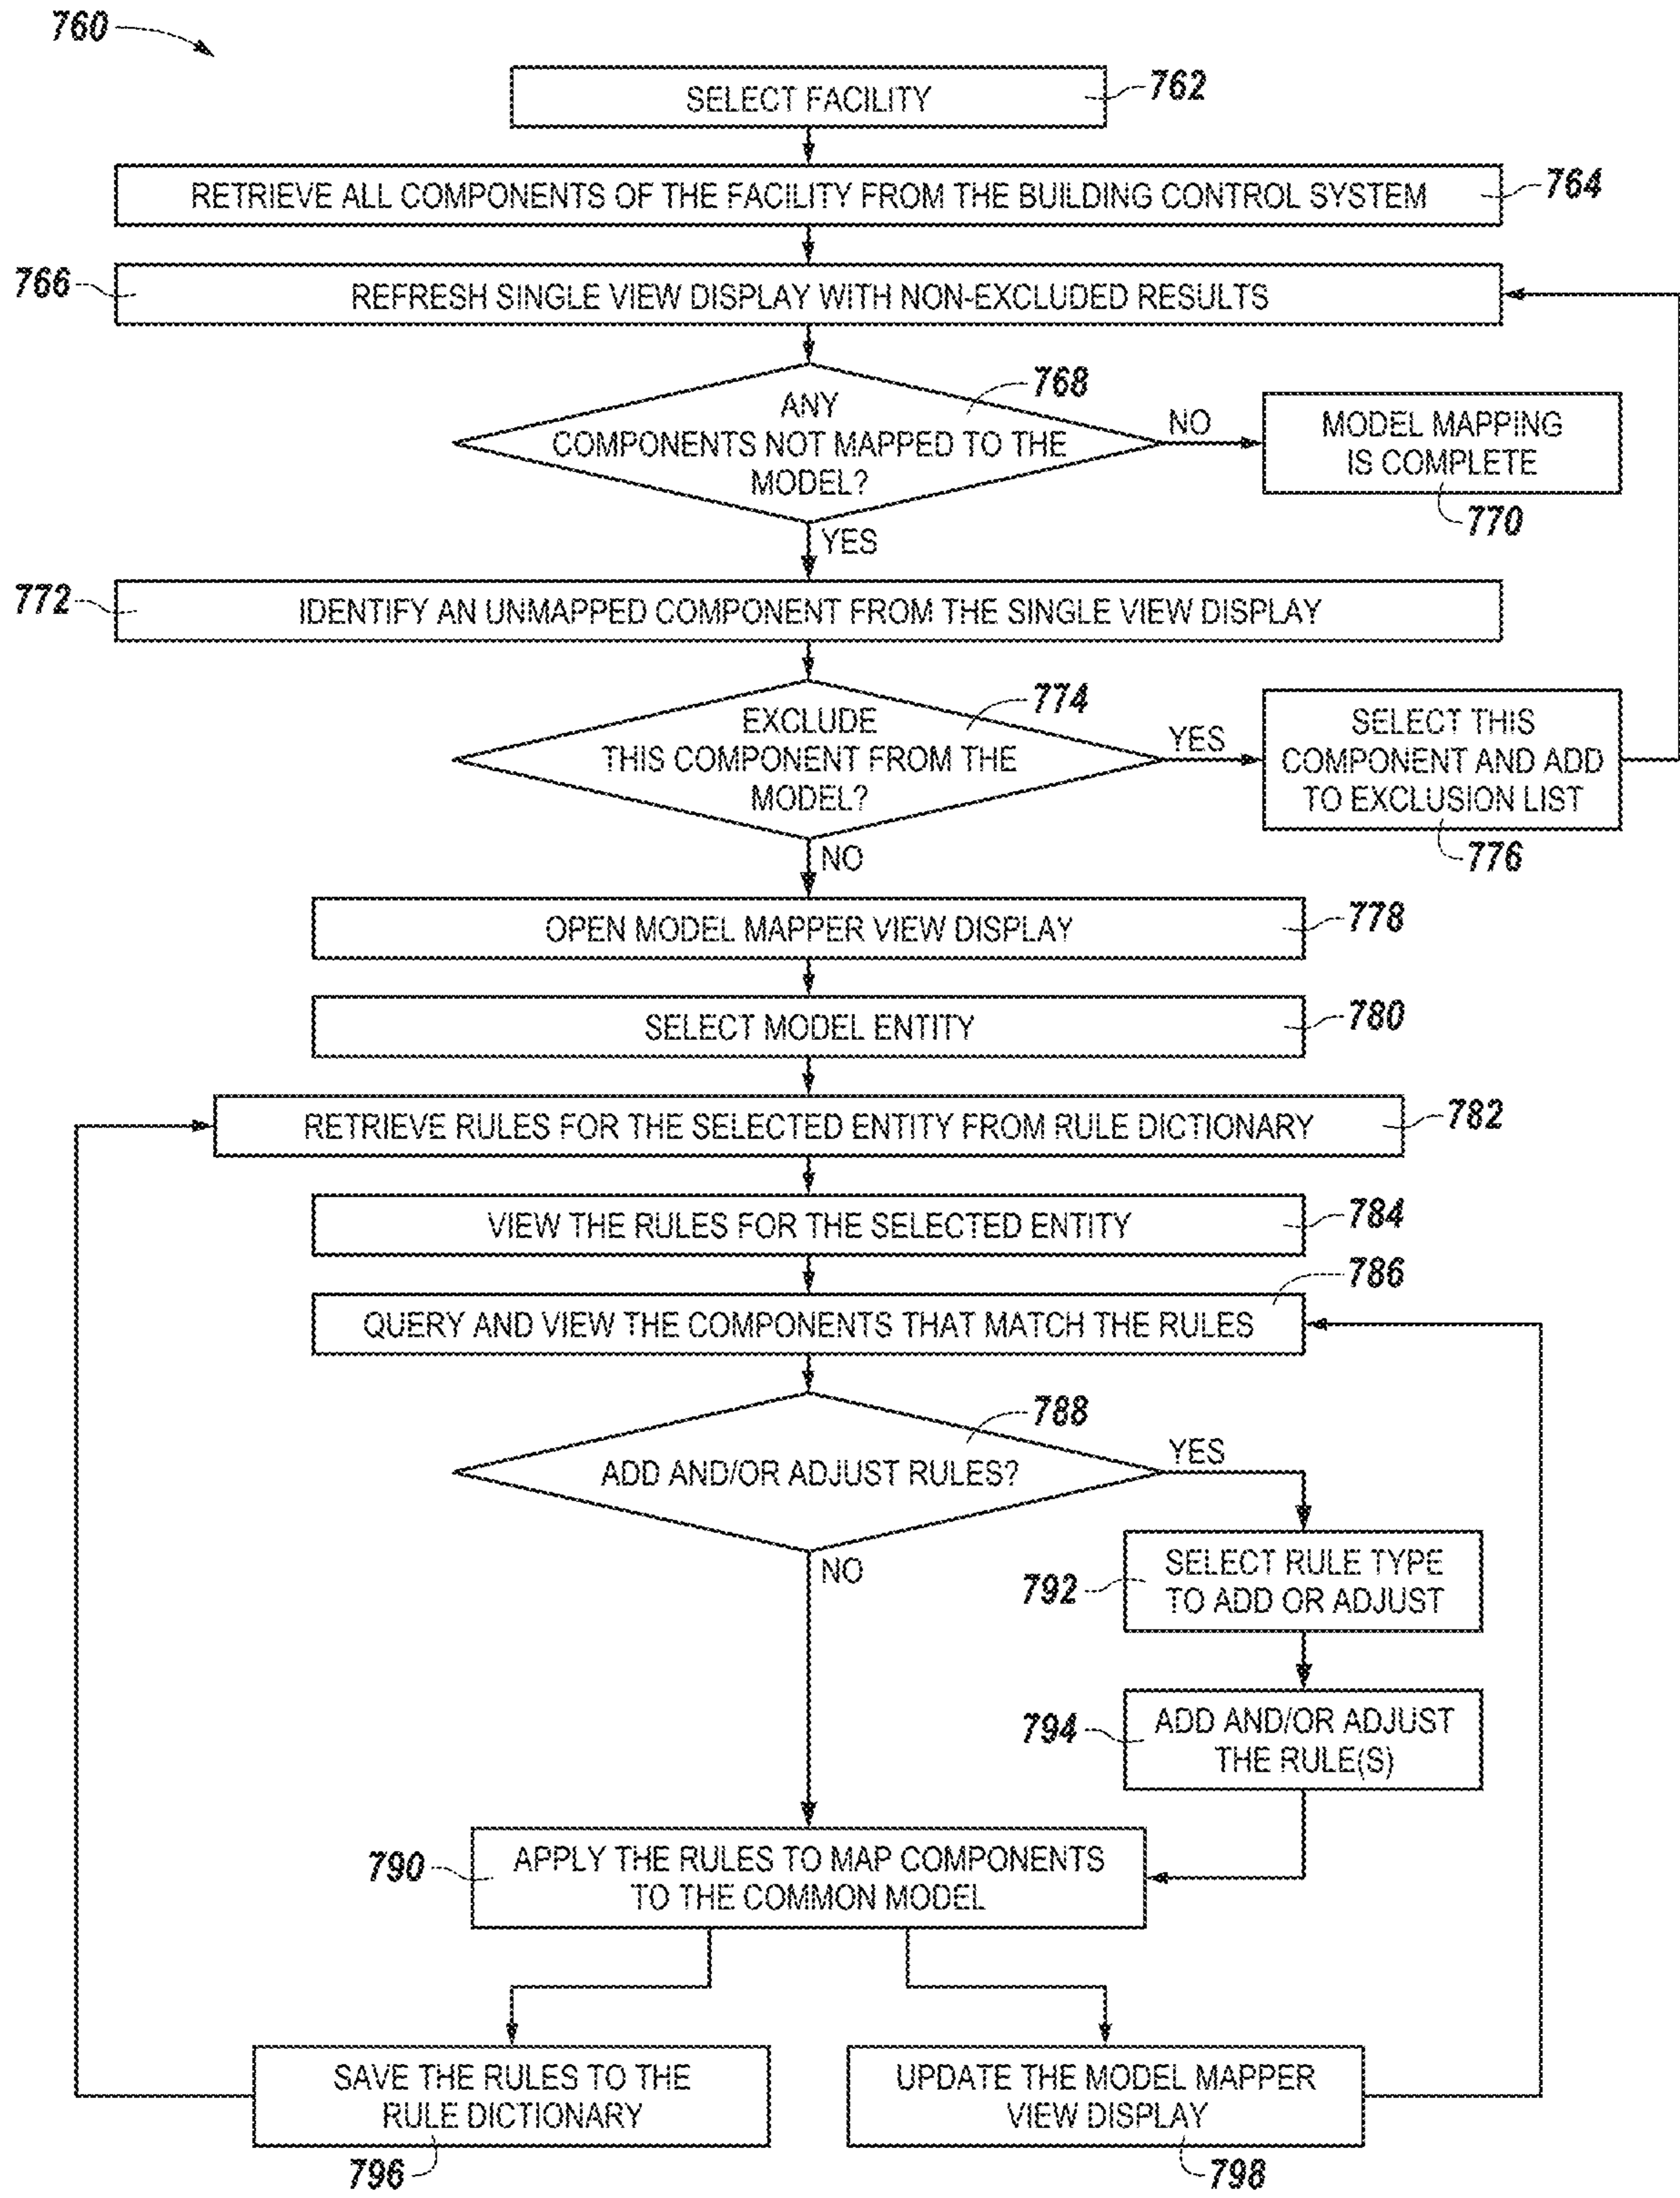 760
SELECT FACILITY
762
RETRIEVE ALL COMPONENTS OF THE FACILITY FROM THE BUILDING CONTROL SYSTEM
764
766
REFRESH SINGLE VIEW DISPLAY WITH NON-EXCLUDED RESULTS
768
ANY
COMPONENTS NOT MAPPED TO THE
MODEL?
NO
MODEL MAPPING
IS COMPLETE
770
YES
772
IDENTIFY AN UNMAPPED COMPONENT FROM THE SINGLE VIEW DISPLAY
774
EXCLUDE
THIS COMPONENT FROM THE
MODEL?
YES
SELECT THIS
COMPONENT AND ADD
TO EXCLUSION LIST
776
NO
OPEN MODEL MAPPER VIEW DISPLAY
778
SELECT MODEL ENTITY
780
RETRIEVE RULES FOR THE SELECTED ENTITY FROM RULE DICTIONARY
782
VIEW THE RULES FOR THE SELECTED ENTITY
784
786
QUERY AND VIEW THE COMPONENTS THAT MATCH THE RULES
788
ADD AND/OR ADJUST RULES?
YES
NO
792
SELECT RULE TYPE
TO ADD OR ADJUST
794
ADD AND/OR ADJUST
THE RULE(S)
790
APPLY THE RULES TO MAP COMPONENTS
TO THE COMMON MODEL
SAVE THE RULES TO THE
RULE DICTIONARY
796
UPDATE THE MODEL MAPPER
VIEW DISPLAY
798